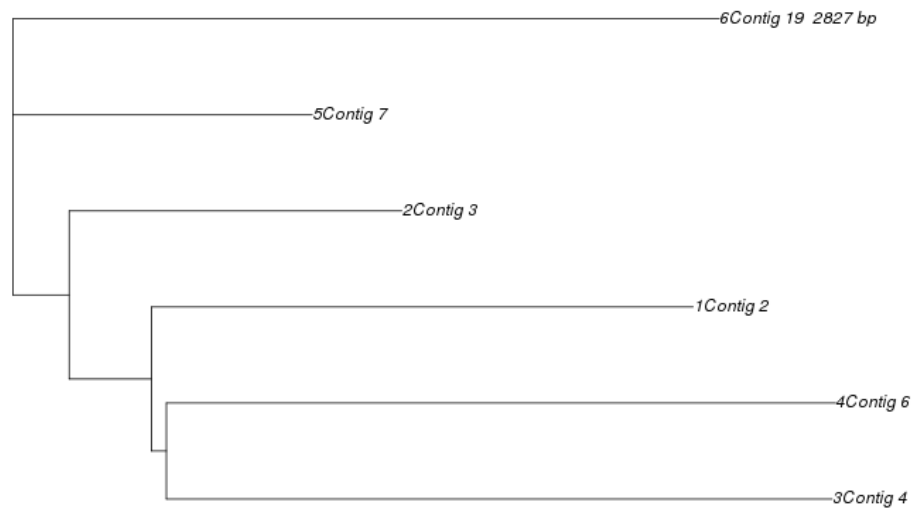 6Contig 19 2827 bp
5Contig 7
2Contig 3
1Contig 2
4Contig 6
3Contig 4